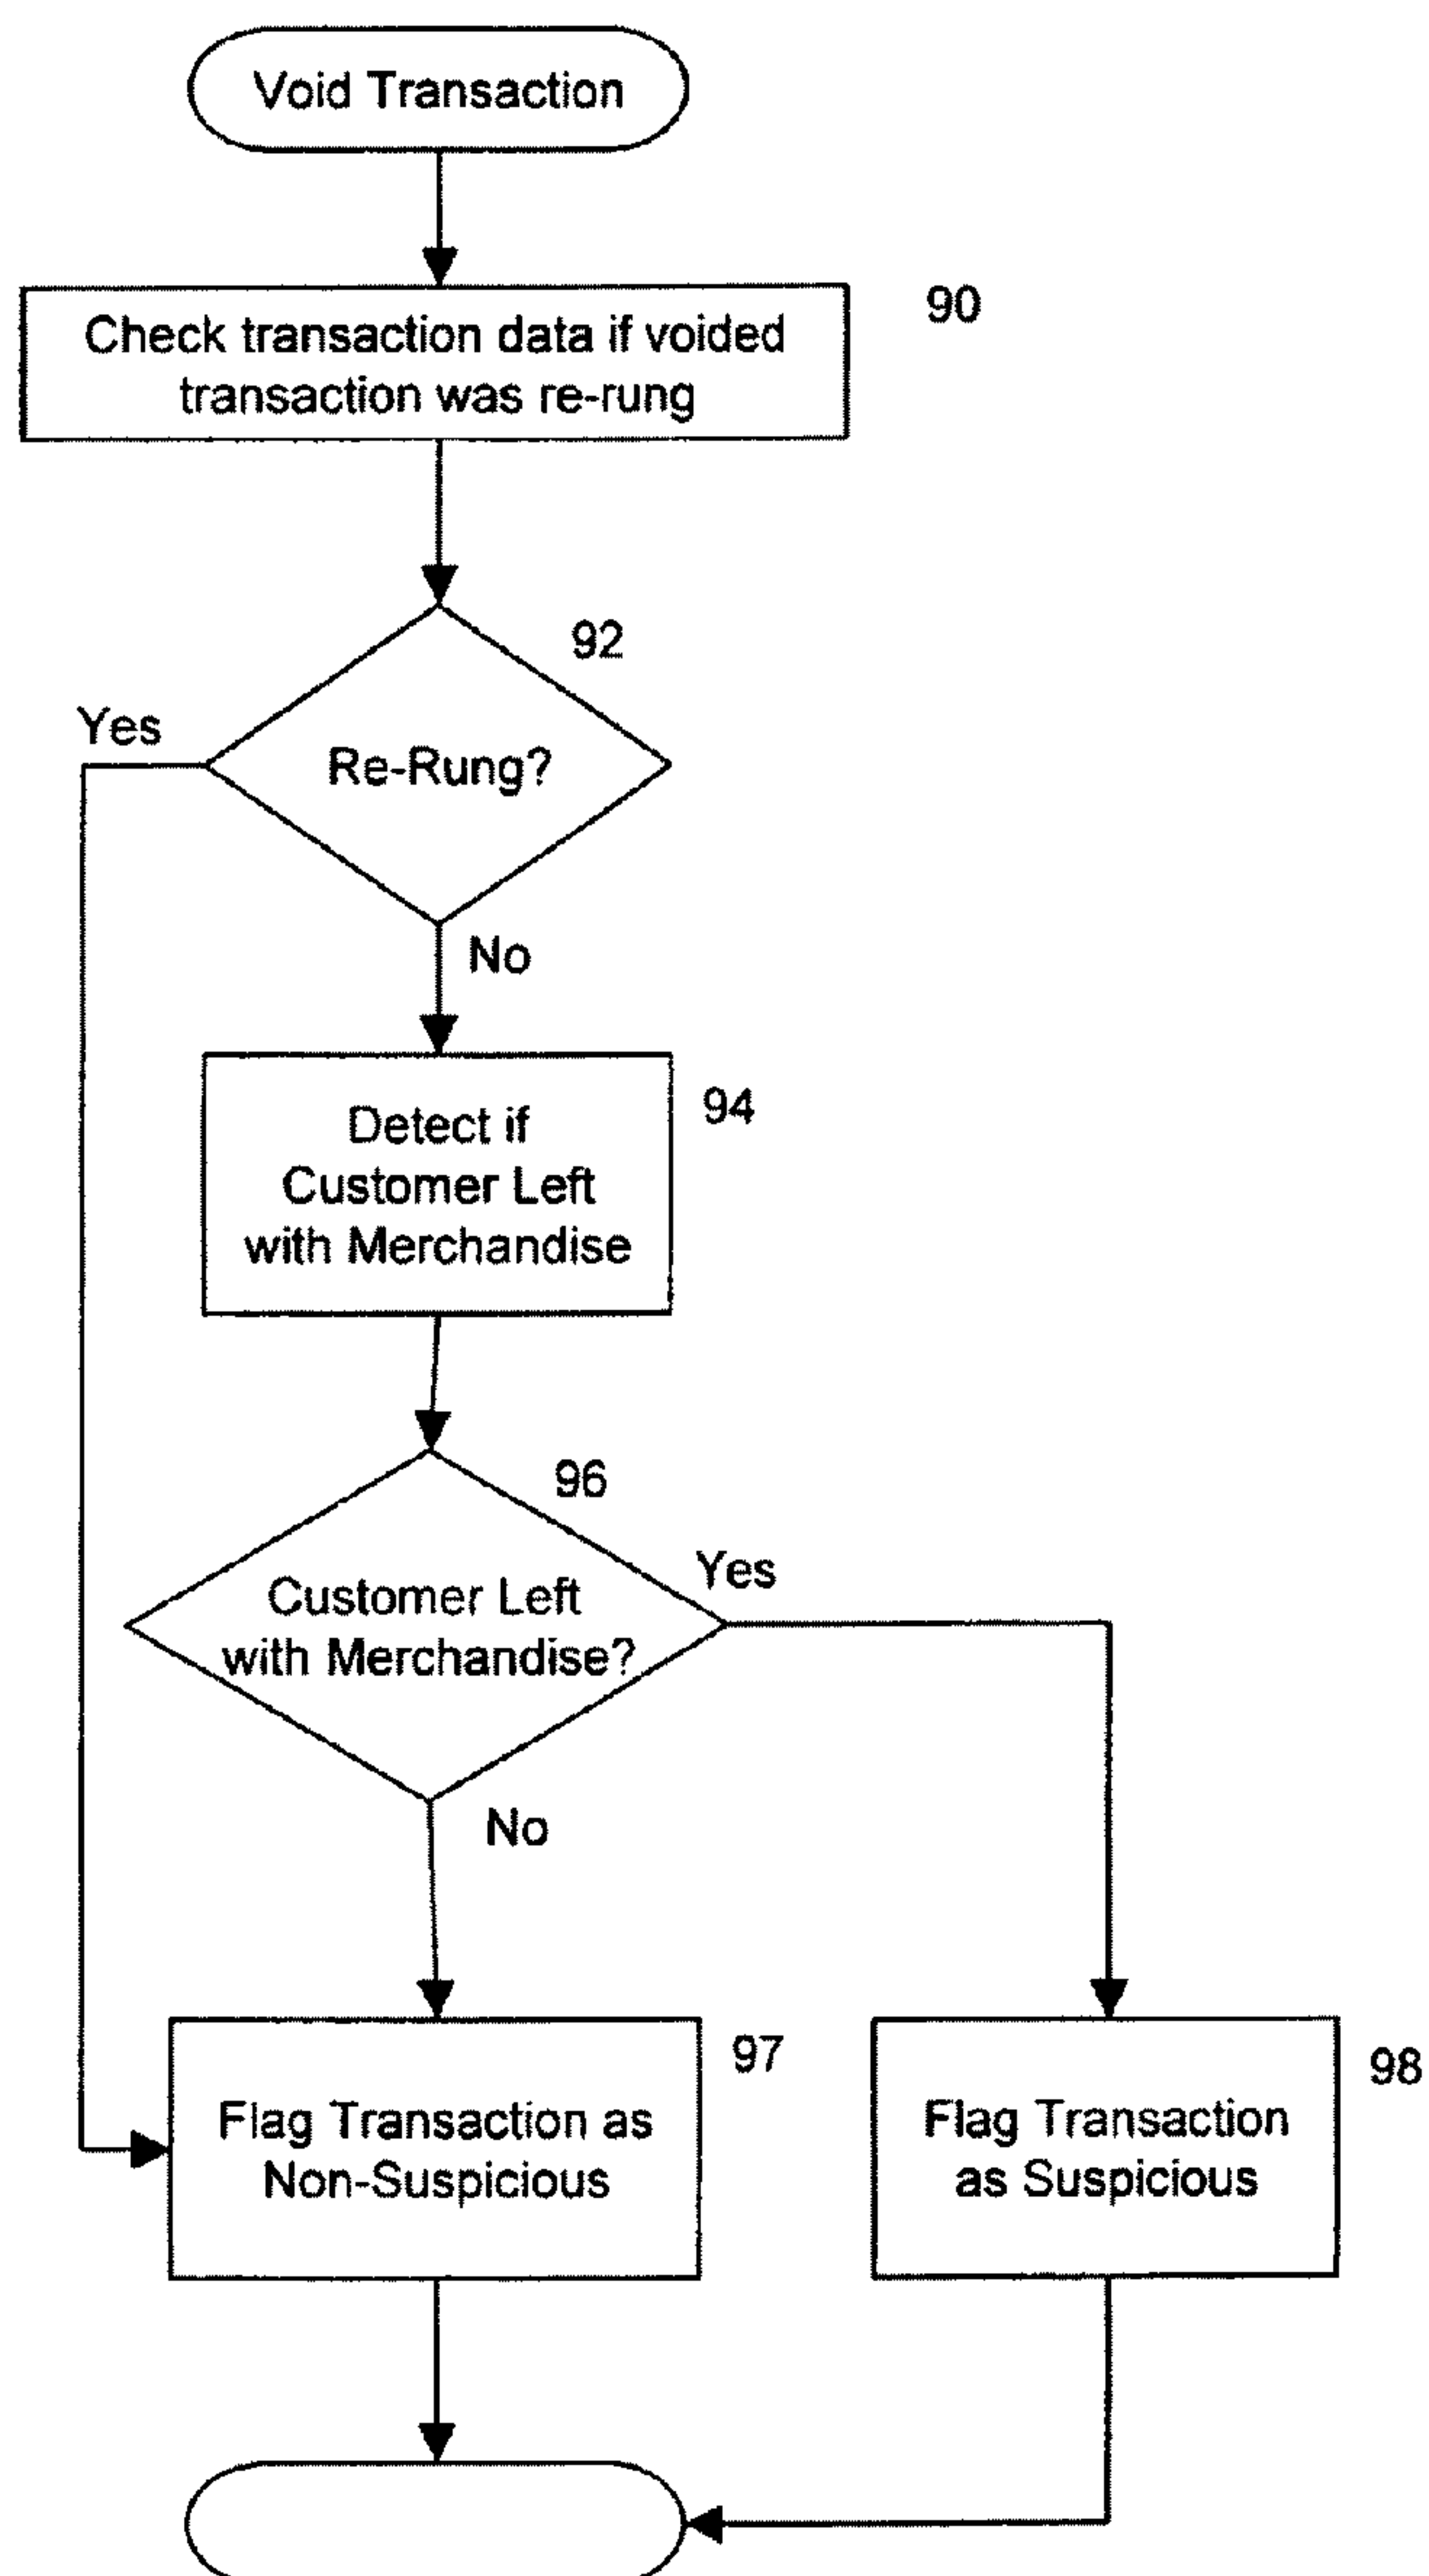 Void Transaction
90
Check transaction data if voided
transaction was re-rung
92
Yes
Re-Rung?
No
94
Detect if
Customer Left
with Merchandise
96
Yes
Customer Left
with Merchandise?
No
97
98
Flag Transaction as
Non-Suspicious
Flag Transaction
as Suspicious